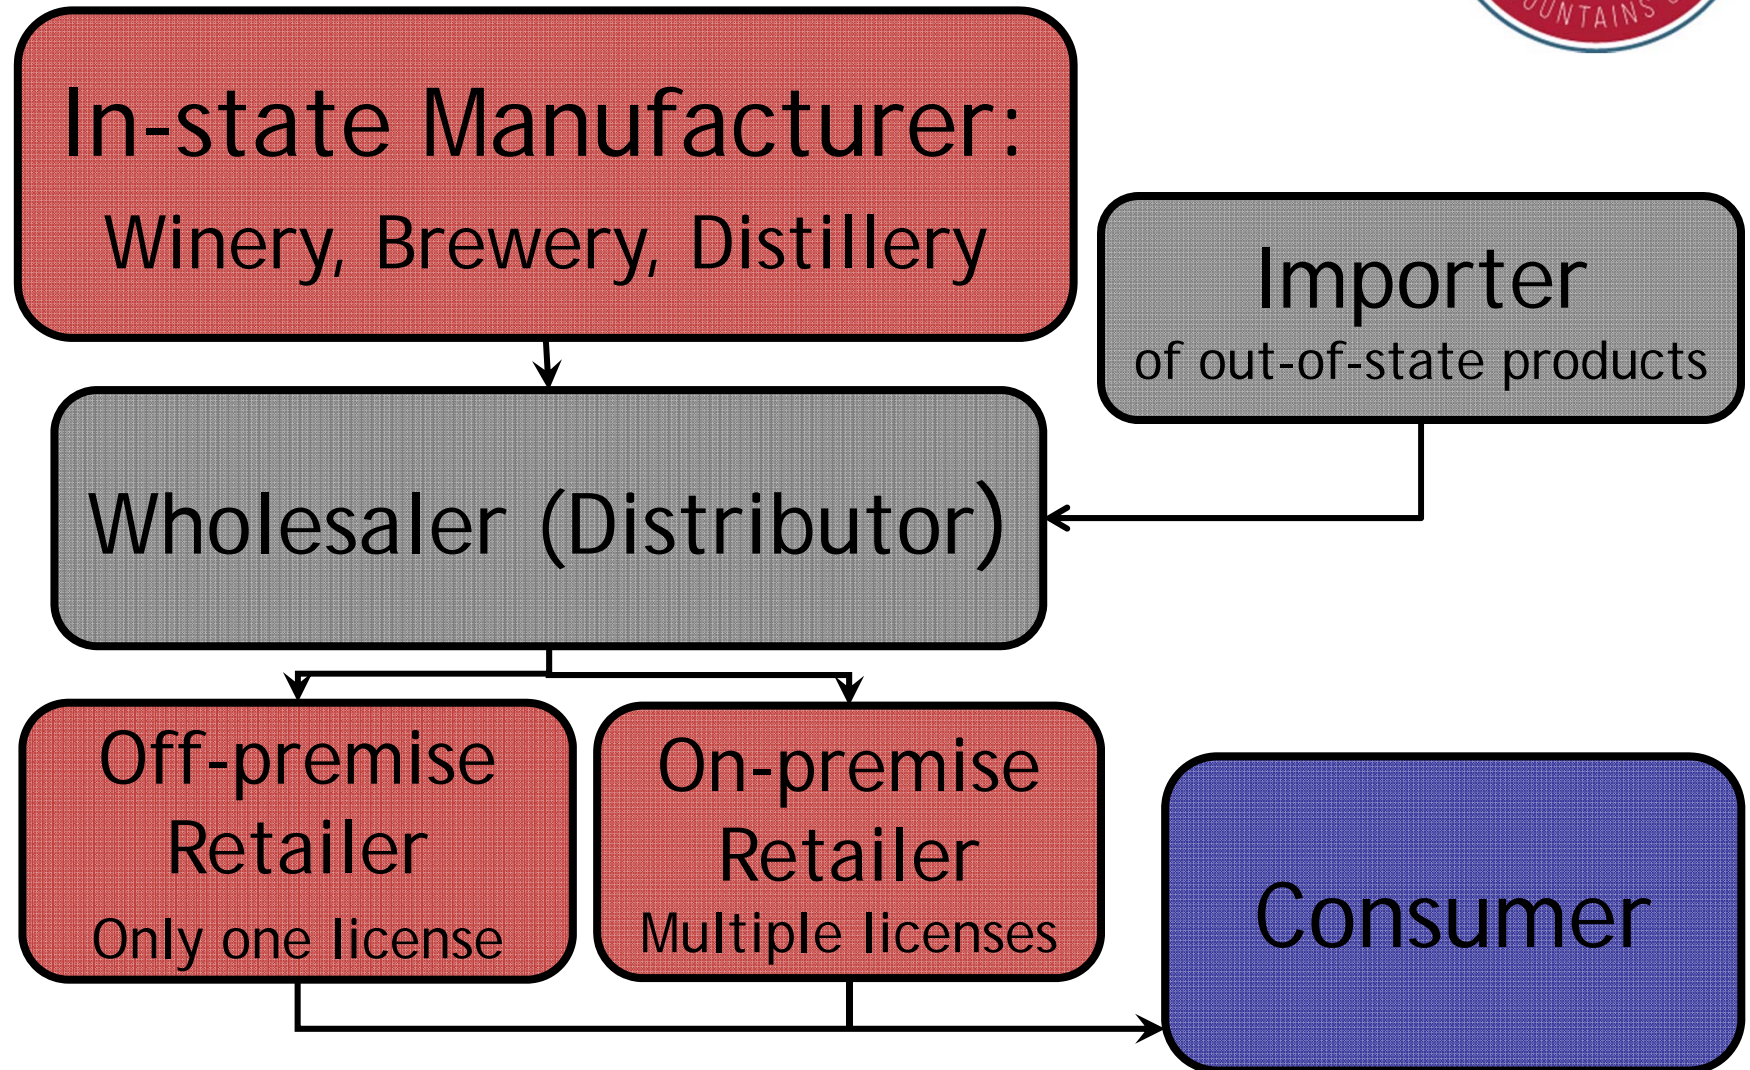 In-state Manufacturer:
Winery, Brewery, Distillery
Importer
of out-of-state products
Wholesaler (Distributor)
Off-premise
Retailer
Only one license
On-premise
Retailer
Multiple licenses
Consumer